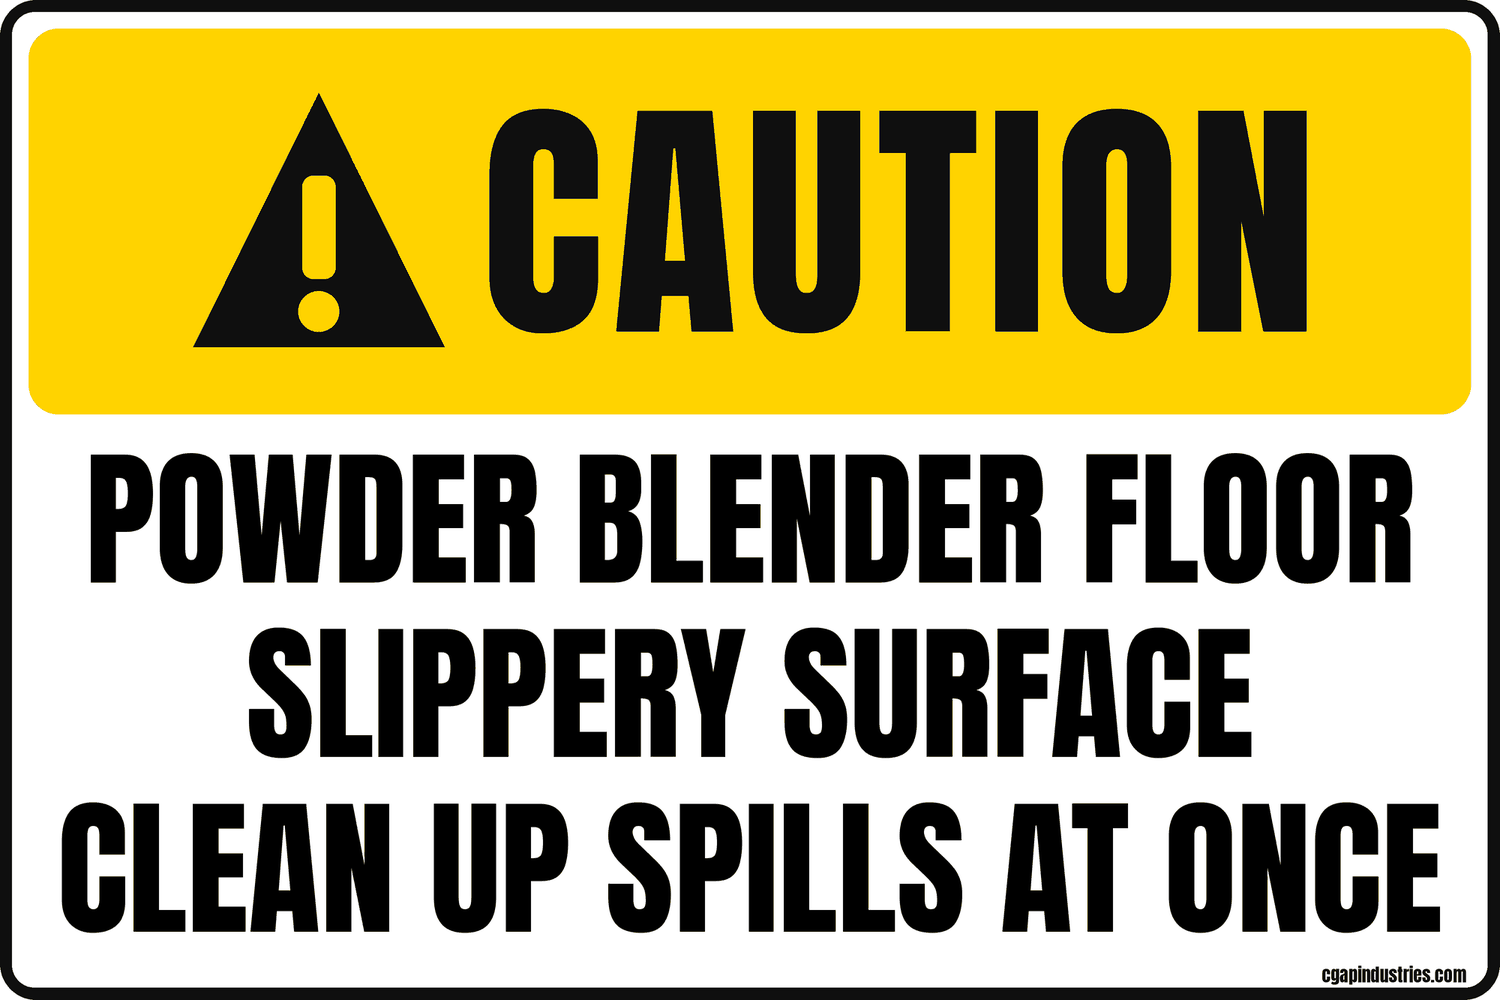 CAUTION
POWDER BLENDER FLOOR
SLIPPERY SURFACE
CLEAN UP SPILLS AT ONCE
cgapindustries.com